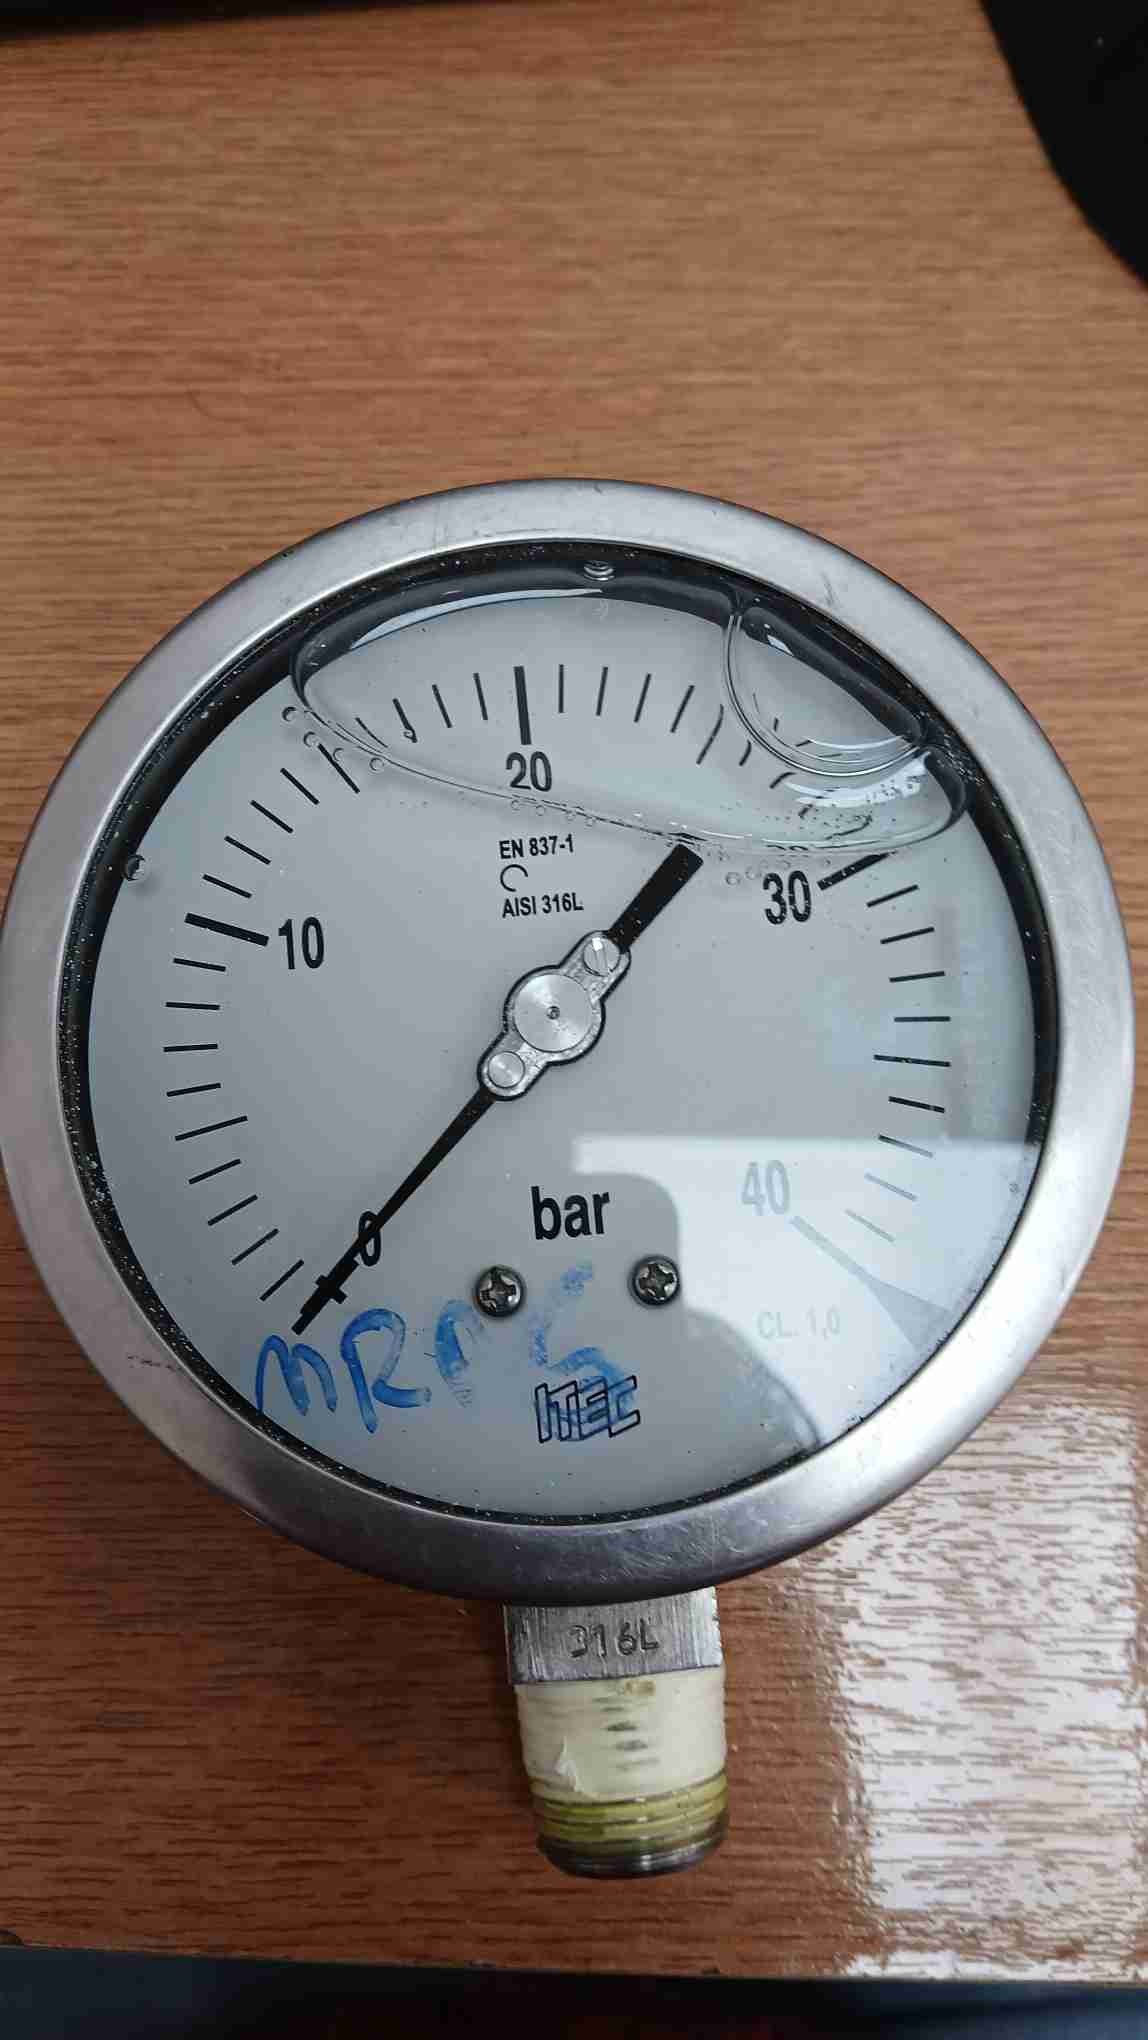 20
EN 837-1
AISI 316L
30
10
40
0
bar
CL. 1,0
ITEC
316L